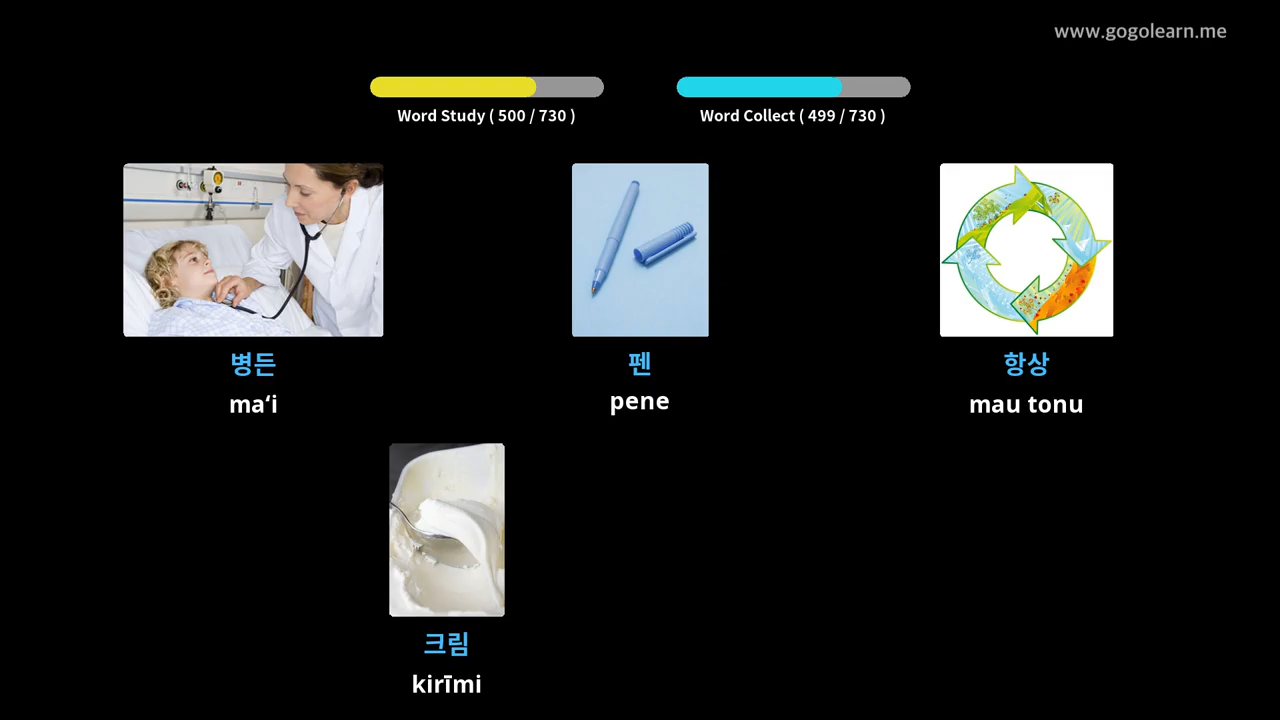 www.gogolearn.me
Word Study ( 500 / 730 )
Word Collect ( 499 / 730 )
병든
maʻi
펜
pene
항상
mau tonu
크림
kirīmi